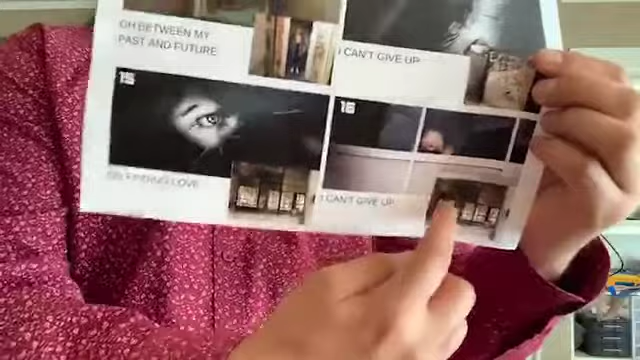 OH BETWEEN MY
PAST AND FUTURE
I CAN'T GIVE UP
15
16
I CAN'T GIVE UP